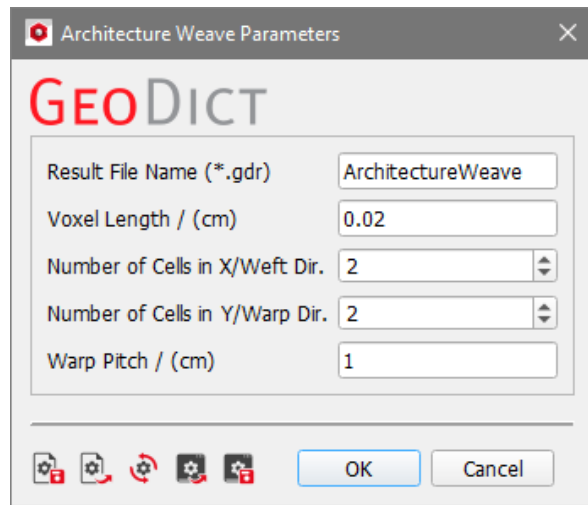 Architecture Weave Parameters
GEODICT
Result File Name (*.gdr) ArchitectureWeave
Voxel Length / (cm) 0.02
Number of Cells in X/Weft Dir. 2
Number of Cells in Y/Warp Dir. 2
Warp Pitch / (cm) 1
OK Cancel